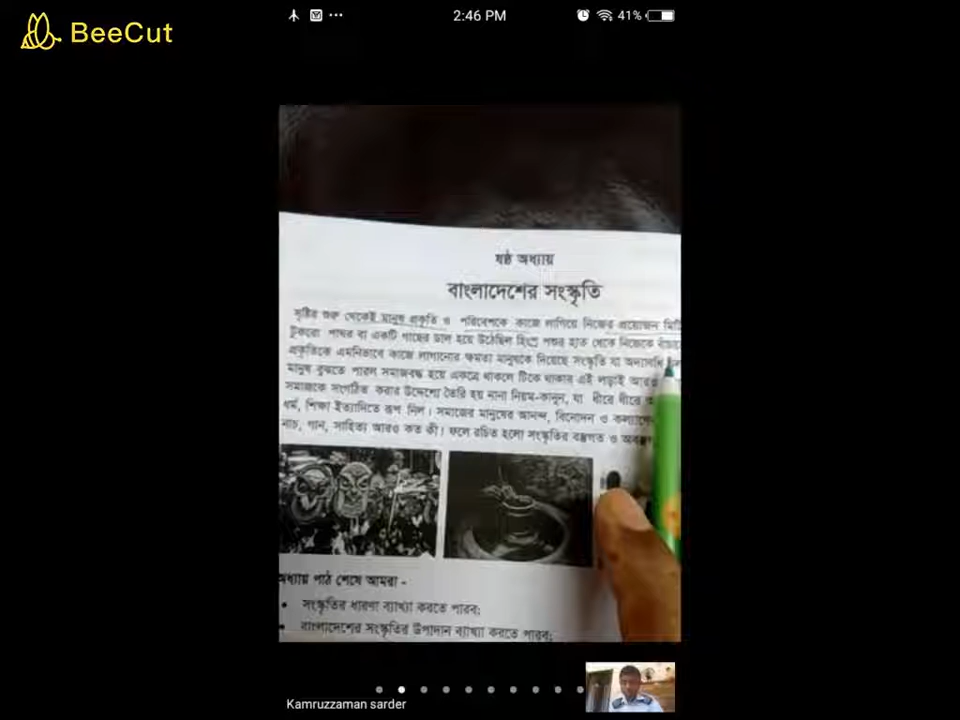 BeeCut
2:46 PM
41%
ষষ্ঠ অধ্যায়
বাংলাদেশের সংস্কৃতি
সৃষ্টির শুরু থেকেই মানুষ প্রকৃতি ও পরিবেশকে কাজে লাগিয়ে নিজের প্রয়োজন
টুকরো পাথর বা একটি গাছের ডাল হয়ে উঠেছিল হিংস্র পশুর হাত থেকে নিজেকে
প্রকৃতিকে এমনিভাবে কাজে লাগানোর ক্ষমতা মানুষকে দিয়েছে সংস্কৃতি যা
মানুষ বুঝতে পারল সমাজবদ্ধ হয়ে একত্রে থাকলে টিকে থাকার এই লড়াই
সমাজকে সংগঠিত করার উদ্দেশ্যে তৈরি হয় নানা নিয়ম-কানুন, যা ধীরে ধীরে
ধর্ম, শিক্ষা ইত্যাদিতে রূপ নিল। সমাজের মানুষের আনন্দ, বিনোদন ও
নাচ, গান, সাহিত্য আরও কত কী! ফলে রচিত হলো সংস্কৃতির বস্তুগত ও
অধ্যায় পাঠ শেষে আমরা -
• সংস্কৃতির ধারণা ব্যাখ্যা করতে পারব;
• বাংলাদেশের সংস্কৃতির উপাদান ব্যাখ্যা করতে পারব;
Kamruzzaman sarder